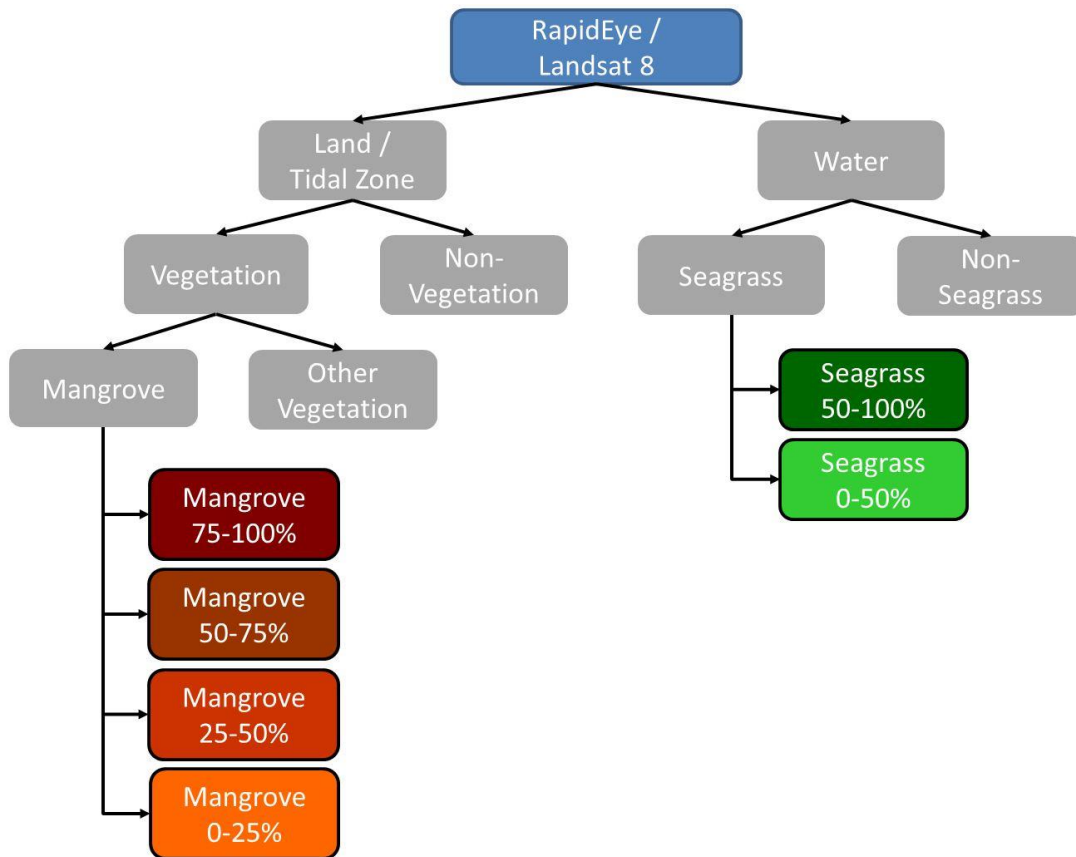 RapidEye /
Landsat 8
Land /
Tidal Zone
Water
Vegetation
Non-
Vegetation
Seagrass
Non-
Seagrass
Mangrove
Other
Vegetation
Seagrass
50-100%
Seagrass
0-50%
Mangrove
75-100%
Mangrove
50-75%
Mangrove
25-50%
Mangrove
0-25%